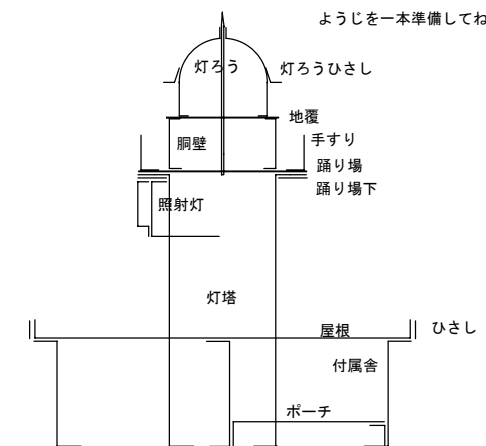 ようじを一本準備してね
灯ろう
灯ろうひさし
地覆
胴壁
手すり
踊り場
踊り場下
照射灯
灯塔
屋根
ひさし
付属舎
ポーチ